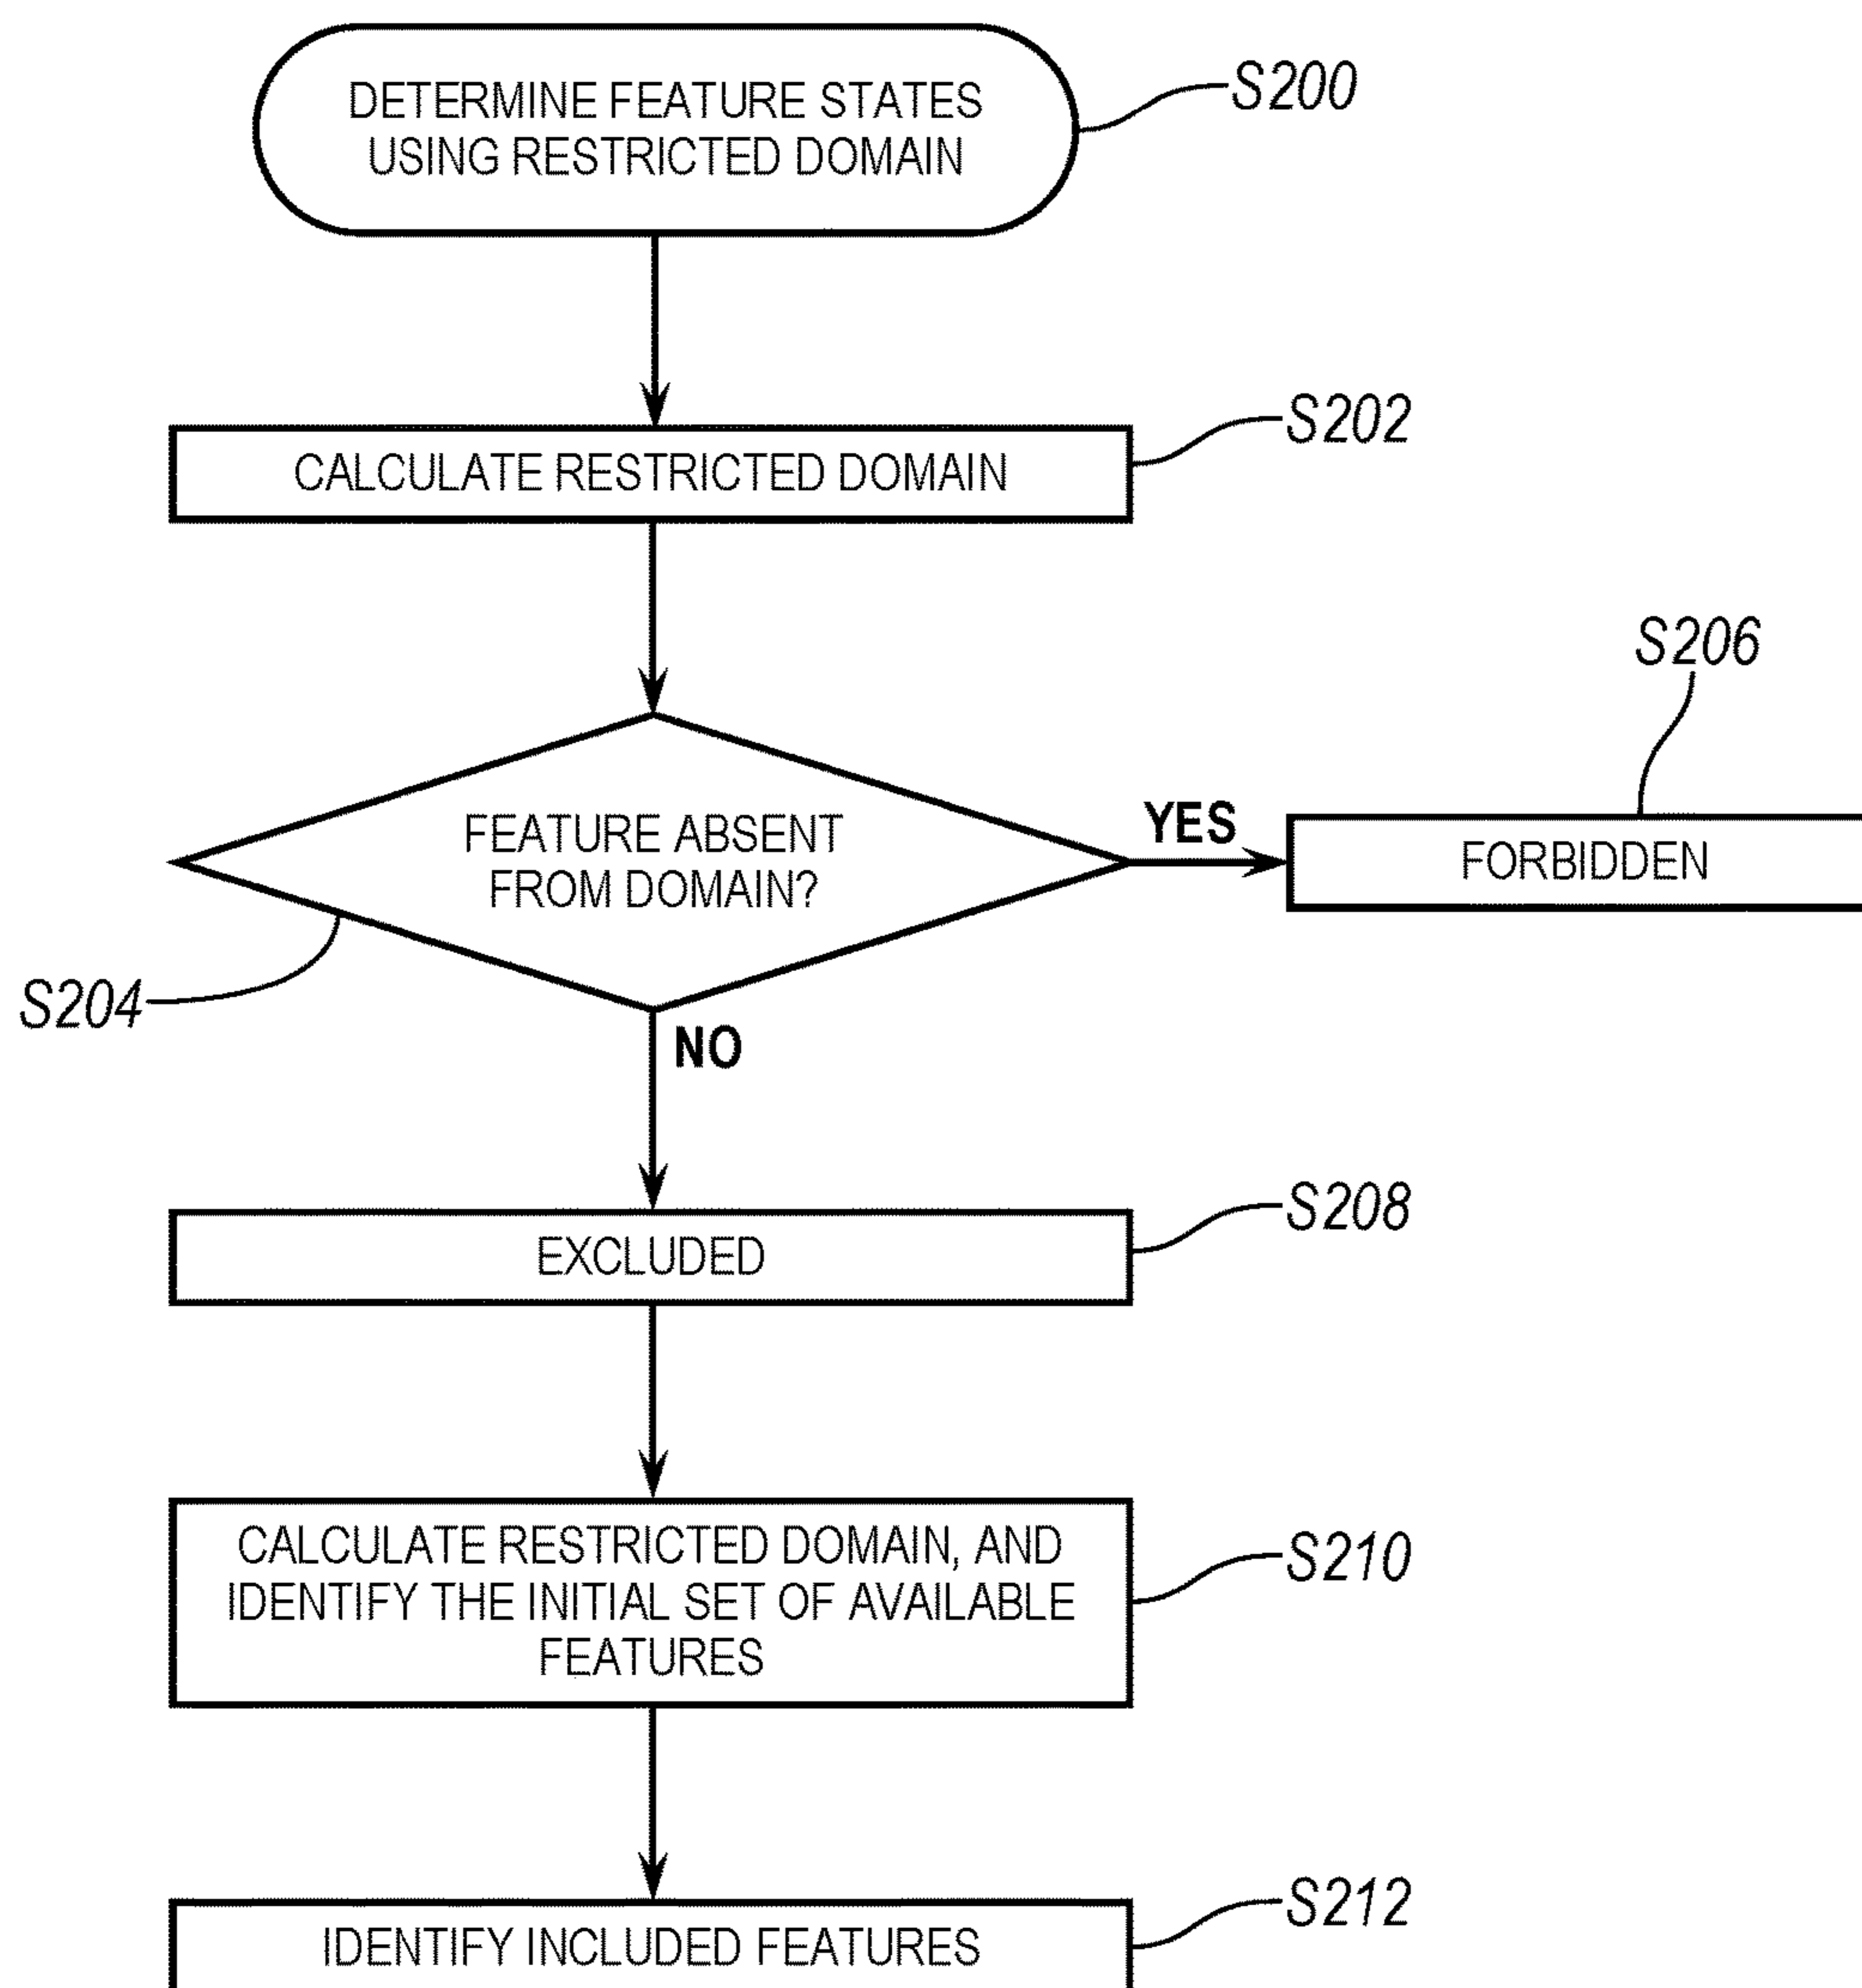 DETERMINE FEATURE STATES
USING RESTRICTED DOMAIN
S200
CALCULATE RESTRICTED DOMAIN
S202
FEATURE ABSENT
FROM DOMAIN?
S204
YES
FORBIDDEN
S206
NO
EXCLUDED
S208
CALCULATE RESTRICTED DOMAIN, AND
IDENTIFY THE INITIAL SET OF AVAILABLE
FEATURES
S210
IDENTIFY INCLUDED FEATURES
S212